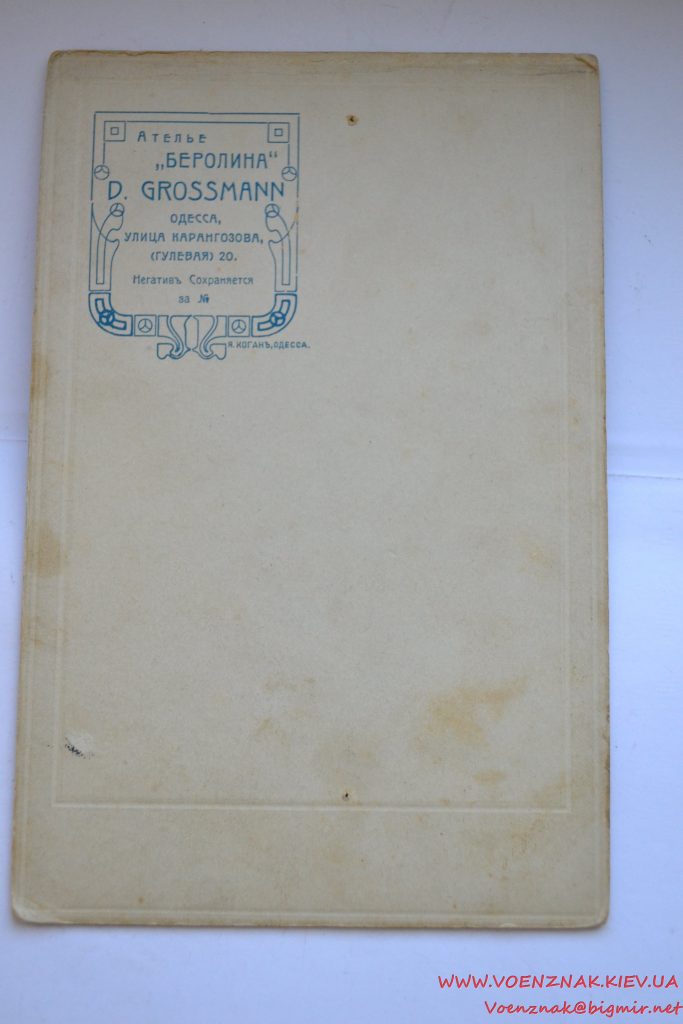 Ателье
„БЕРОЛИНА“
D. GROSSMANN
ОДЕССА,
УЛИЦА КАРАНГОЗОВА,
(ГУЛЕВАЯ) 20.
Негативъ Сохраняется
за №
Я. КОГАНЪ, ОДЕССА.
WWW.VOENZNAK.KIEV.UA
Voenznak@bigmir.net